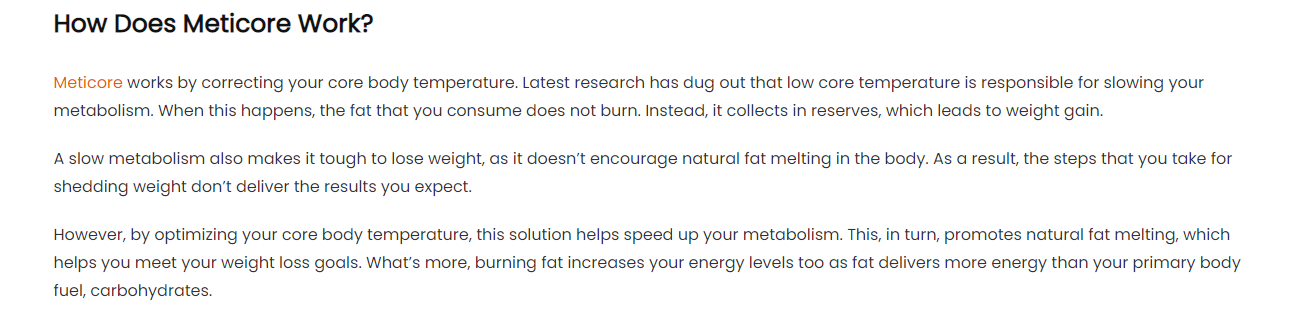 How Does Meticore Work?
Meticore works by correcting your core body temperature. Latest research has dug out that low core temperature is responsible for slowing your
metabolism. When this happens, the fat that you consume does not burn. Instead, it collects in reserves, which leads to weight gain.
A slow metabolism also makes it tough to lose weight, as it doesn’t encourage natural fat melting in the body. As a result, the steps that you take for
shedding weight don’t deliver the results you expect.
However, by optimizing your core body temperature, this solution helps speed up your metabolism. This, in turn, promotes natural fat melting, which
helps you meet your weight loss goals. What’s more, burning fat increases your energy levels too as fat delivers more energy than your primary body
fuel, carbohydrates.